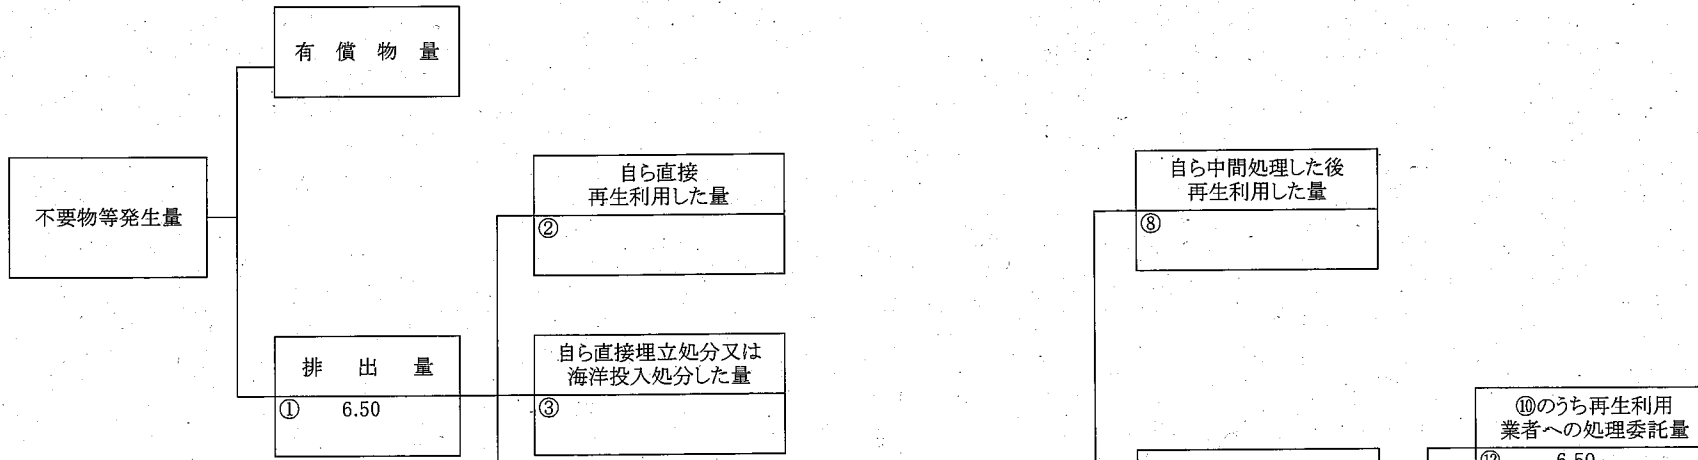 有 償 物 量
不要物等発生量
自ら直接
再生利用した量
②
自ら中間処理した後
再生利用した量
⑧
排 出 量
① 6.50
自ら直接埋立処分又は
海洋投入処分した量
③
⑩のうち再生利用
業者への処理委託量
⑫ 6.50